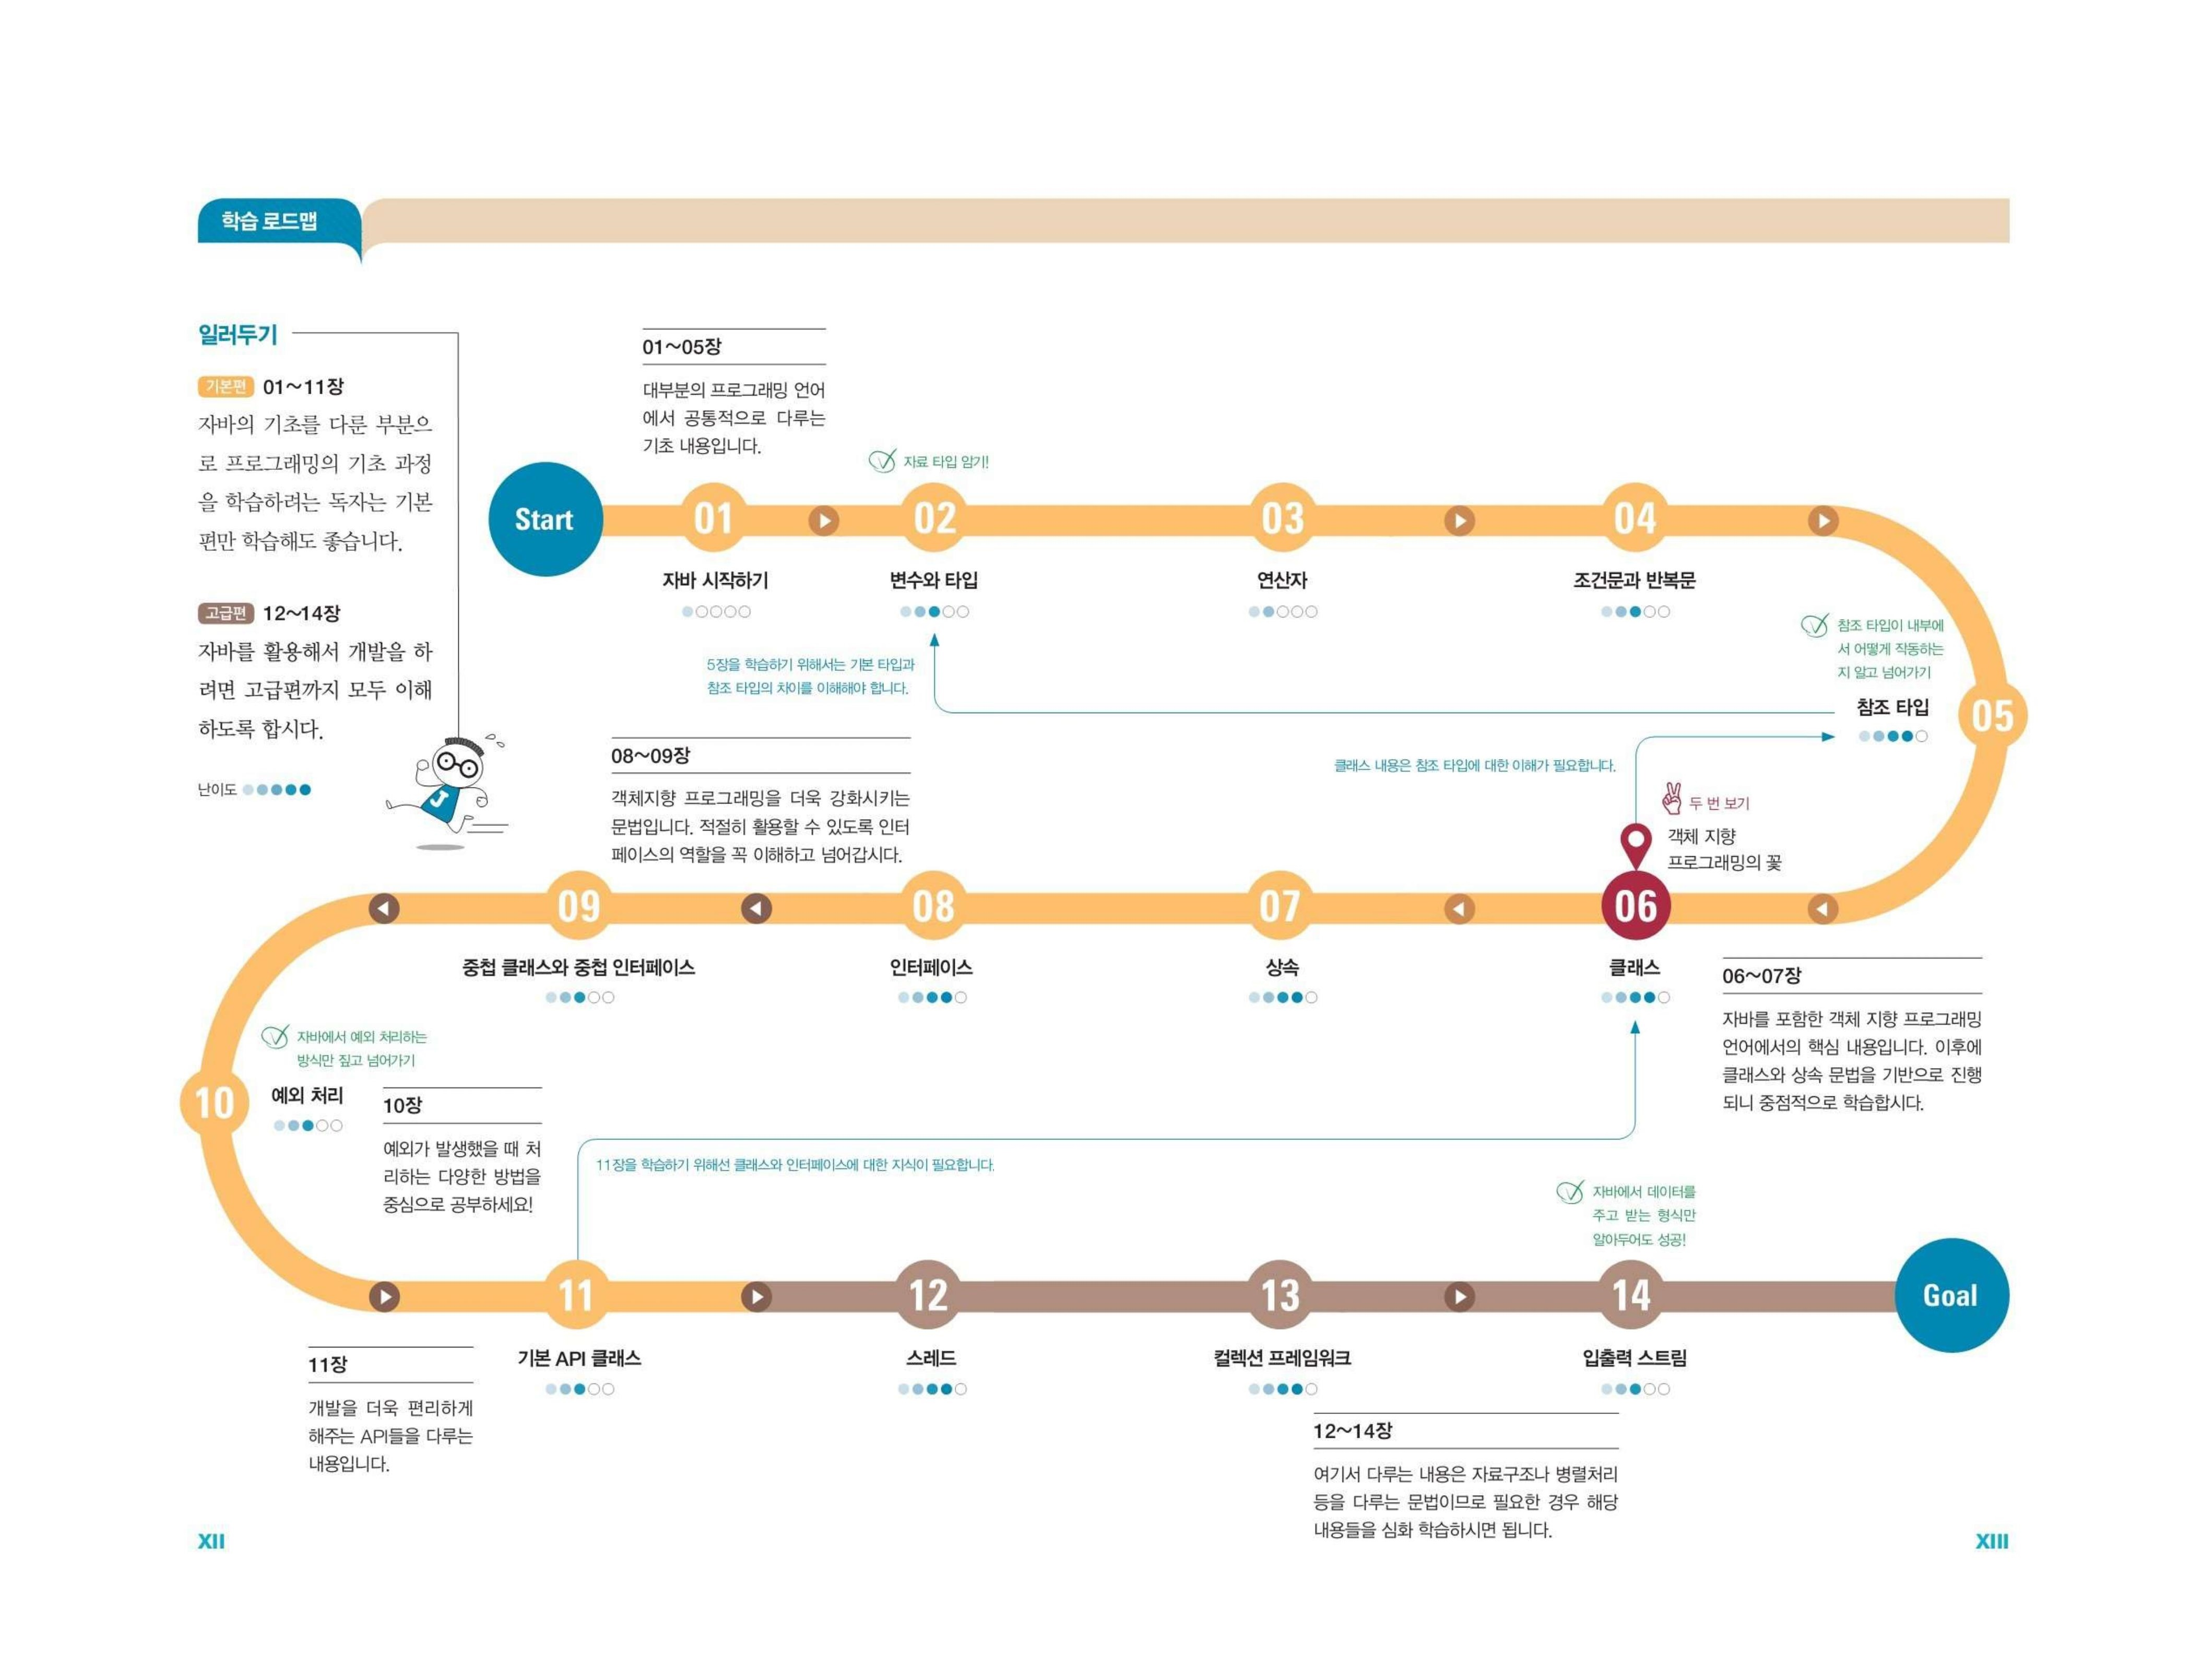 학습 로드맵
일러두기
기본편 01~11장
자바의 기초를 다룬 부분으
로 프로그래밍의 기초 과정
을 학습하려는 독자는 기본
편만 학습해도 좋습니다.
고급편 12~14장
자바를 활용해서 개발을 하
려면 고급편까지 모두 이해
하도록 합시다.
난이도
J
01~05장
대부분의 프로그래밍 언어
에서 공통적으로 다루는
기초 내용입니다.
자료 타입 암기!
Start
01
02
03
04
자바 시작하기
변수와 타입
연산자
조건문과 반복문
5장을 학습하기 위해서는 기본 타입과
참조 타입의 차이를 이해해야 합니다.
참조 타입이 내부에
서 어떻게 작동하는
지 알고 넘어가기
참조 타입
05
클래스 내용은 참조 타입에 대한 이해가 필요합니다.
두 번 보기
객체 지향
프로그래밍의 꽃
08~09장
객체지향 프로그래밍을 더욱 강화시키는
문법입니다. 적절히 활용할 수 있도록 인터
페이스의 역할을 꼭 이해하고 넘어갑시다.
09
08
07
06
중첩 클래스와 중첩 인터페이스
인터페이스
상속
클래스
06~07장
자바를 포함한 객체 지향 프로그래밍
언어에서의 핵심 내용입니다. 이후에
클래스와 상속 문법을 기반으로 진행
되니 중점적으로 학습합시다.
자바에서 예외 처리하는
방식만 짚고 넘어가기
10
예외 처리
10장
예외가 발생했을 때 처
리하는 다양한 방법을
중심으로 공부하세요!
11장을 학습하기 위해선 클래스와 인터페이스에 대한 지식이 필요합니다.
자바에서 데이터를
주고 받는 형식만
알아두어도 성공!
11
12
13
14
Goal
기본 API 클래스
스레드
컬렉션 프레임워크
입출력 스트림
11장
개발을 더욱 편리하게
해주는 API들을 다루는
내용입니다.
12~14장
여기서 다루는 내용은 자료구조나 병렬처리
등을 다루는 문법이므로 필요한 경우 해당
내용들을 심화 학습하시면 됩니다.
XII
XIII